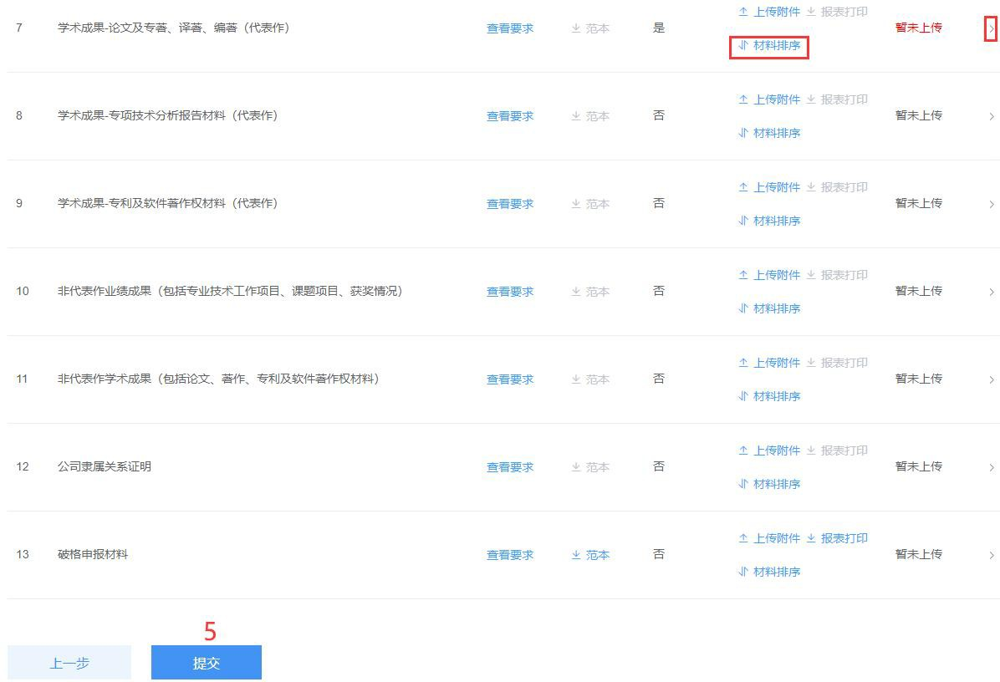 上传附件 报表打印
7 学术成果-论文及专著、译著、编著（代表作） 查看要求 范本 是 暂未上传
材料排序
上传附件 报表打印
8 学术成果-专项技术分析报告材料（代表作） 查看要求 范本 否 暂未上传
材料排序
上传附件 报表打印
9 学术成果-专利及软件著作权材料（代表作） 查看要求 范本 否 暂未上传
材料排序
上传附件 报表打印
10 非代表作业绩成果（包括专业技术工作项目、课题项目、获奖情况） 查看要求 范本 否 暂未上传
材料排序
上传附件 报表打印
11 非代表作学术成果（包括论文、著作、专利及软件著作权材料） 查看要求 范本 否 暂未上传
材料排序
上传附件 报表打印
12 公司隶属关系证明 查看要求 范本 否 暂未上传
材料排序
上传附件 报表打印
13 破格申报材料 查看要求 范本 否 暂未上传
材料排序
5
上一步 提交